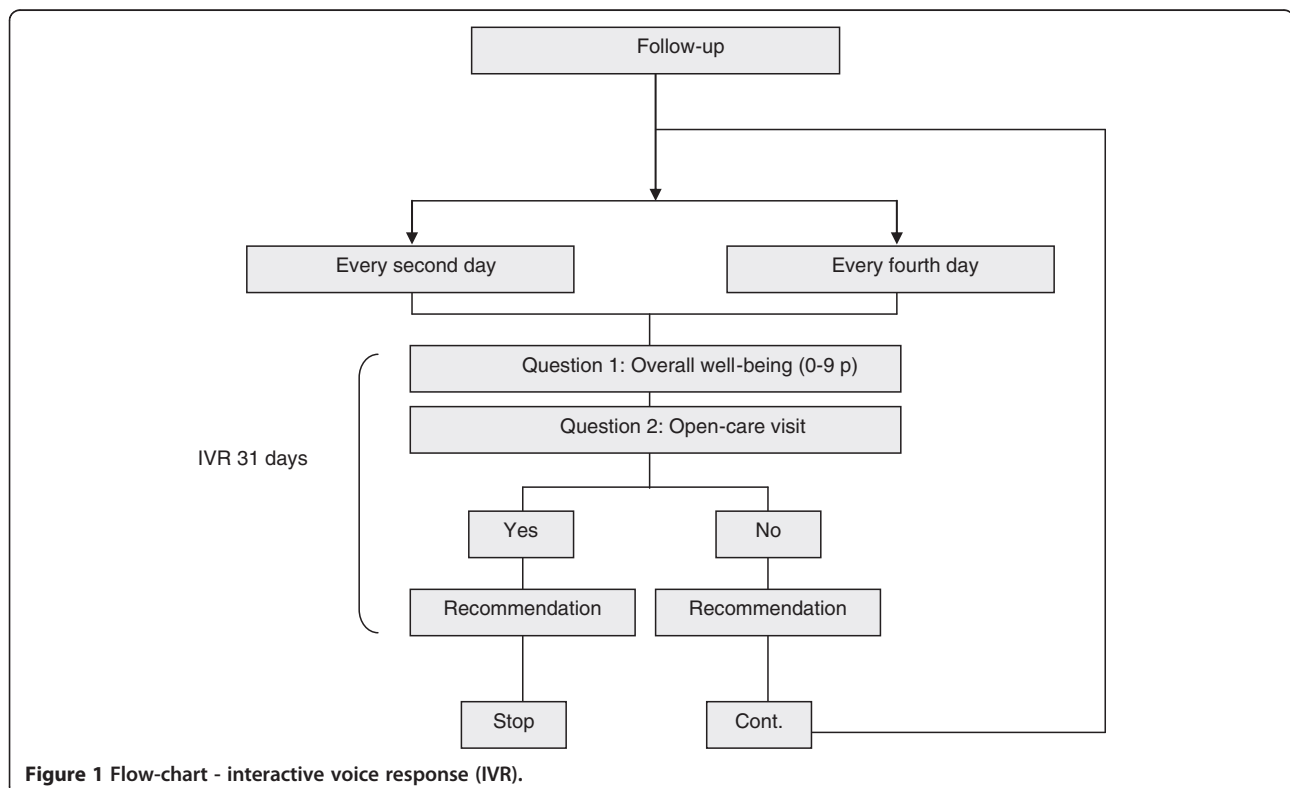 Follow-up
Every second day
Every fourth day
Question 1: Overall well-being (0-9 p)
Question 2: Open-care visit
IVR 31 days
Yes
No
Recommendation
Recommendation
Stop
Cont.
Figure 1 Flow-chart - interactive voice response (IVR).